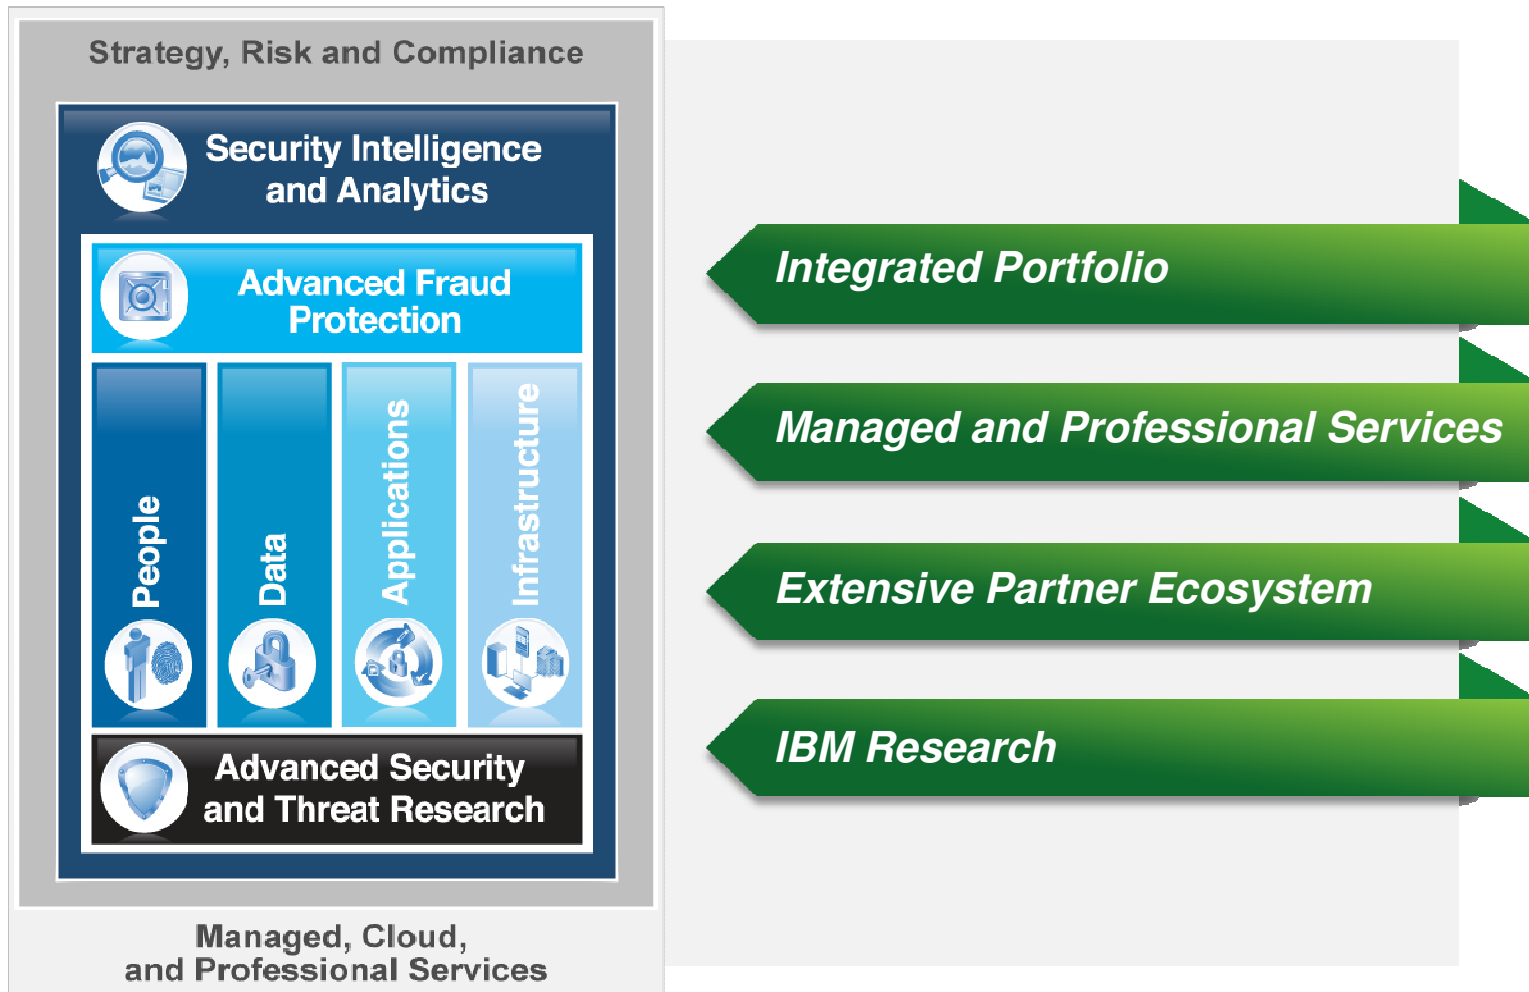 Strategy, Risk and Compliance
Security Intelligence
and Analytics
Advanced Fraud
Protection
People
Data
Applications
Infrastructure
Advanced Security
and Threat Research
Managed, Cloud,
and Professional Services
Integrated Portfolio
Managed and Professional Services
Extensive Partner Ecosystem
IBM Research